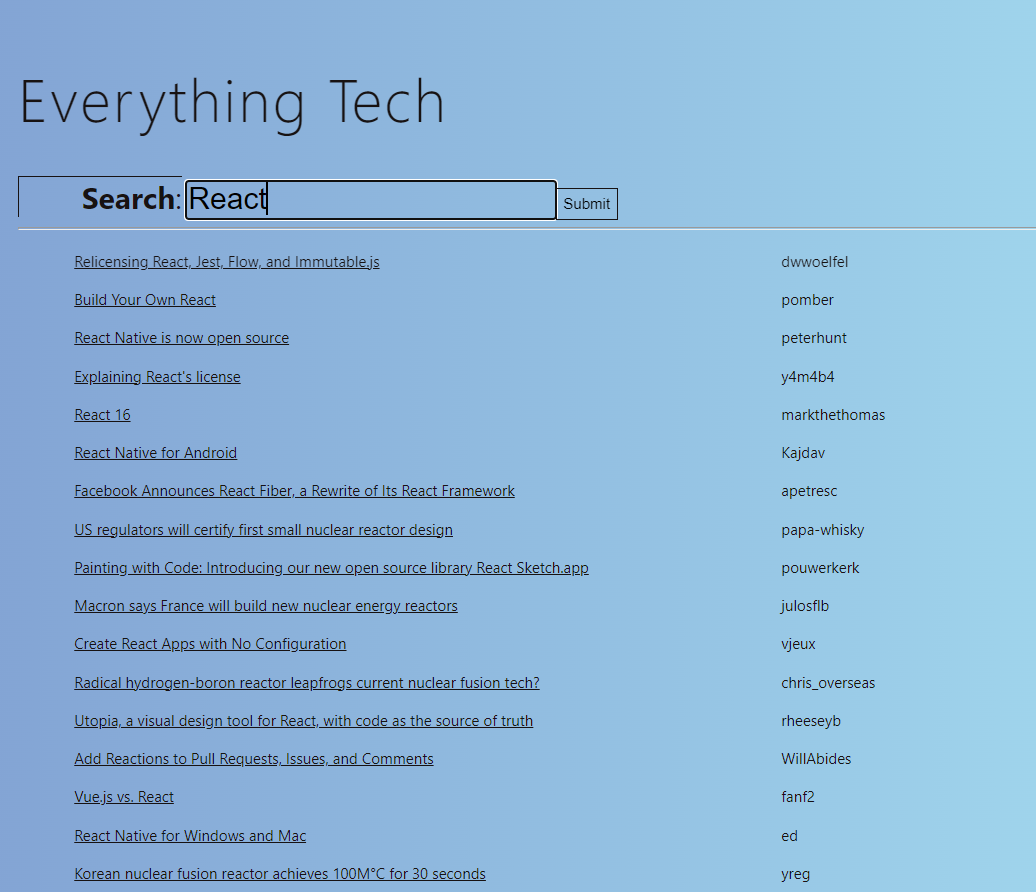 Everything Tech
Search: React Submit
Relicensing React, Jest, Flow, and Immutable.js dwwoelfel
Build Your Own React pomber
React Native is now open source peterhunt
Explaining React's license y4m4b4
React 16 markthethomas
React Native for Android Kajdav
Facebook Announces React Fiber, a Rewrite of Its React Framework apetresc
US regulators will certify first small nuclear reactor design papa-whisky
Painting with Code: Introducing our new open source library React Sketch.app pouwerkerk
Macron says France will build new nuclear energy reactors julosflb
Create React Apps with No Configuration vjeux
Radical hydrogen-boron reactor leapfrogs current nuclear fusion tech? chris_overseas
Utopia, a visual design tool for React, with code as the source of truth rheeseyb
Add Reactions to Pull Requests, Issues, and Comments WillAbides
Vue.js vs. React fanf2
React Native for Windows and Mac ed
Korean nuclear fusion reactor achieves 100M°C for 30 seconds yreg